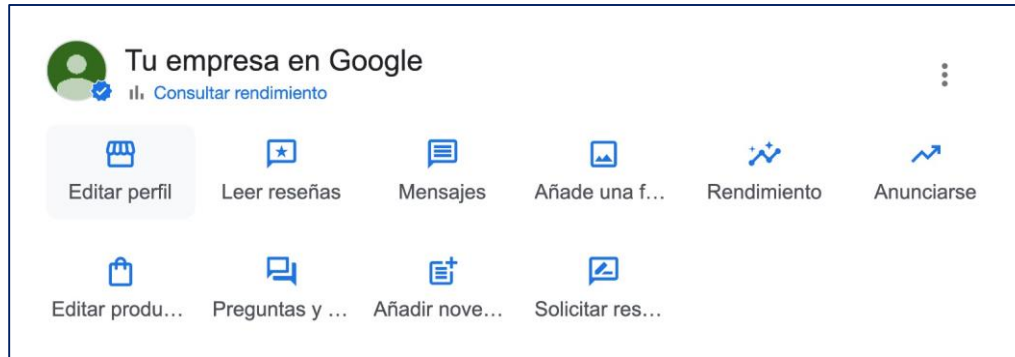 Tu empresa en Google
Consultar rendimiento
Editar perfil Leer reseñas Mensajes Añade una f... Rendimiento Anunciarse
Editar produ... Preguntas y ... Añadir nove... Solicitar res...